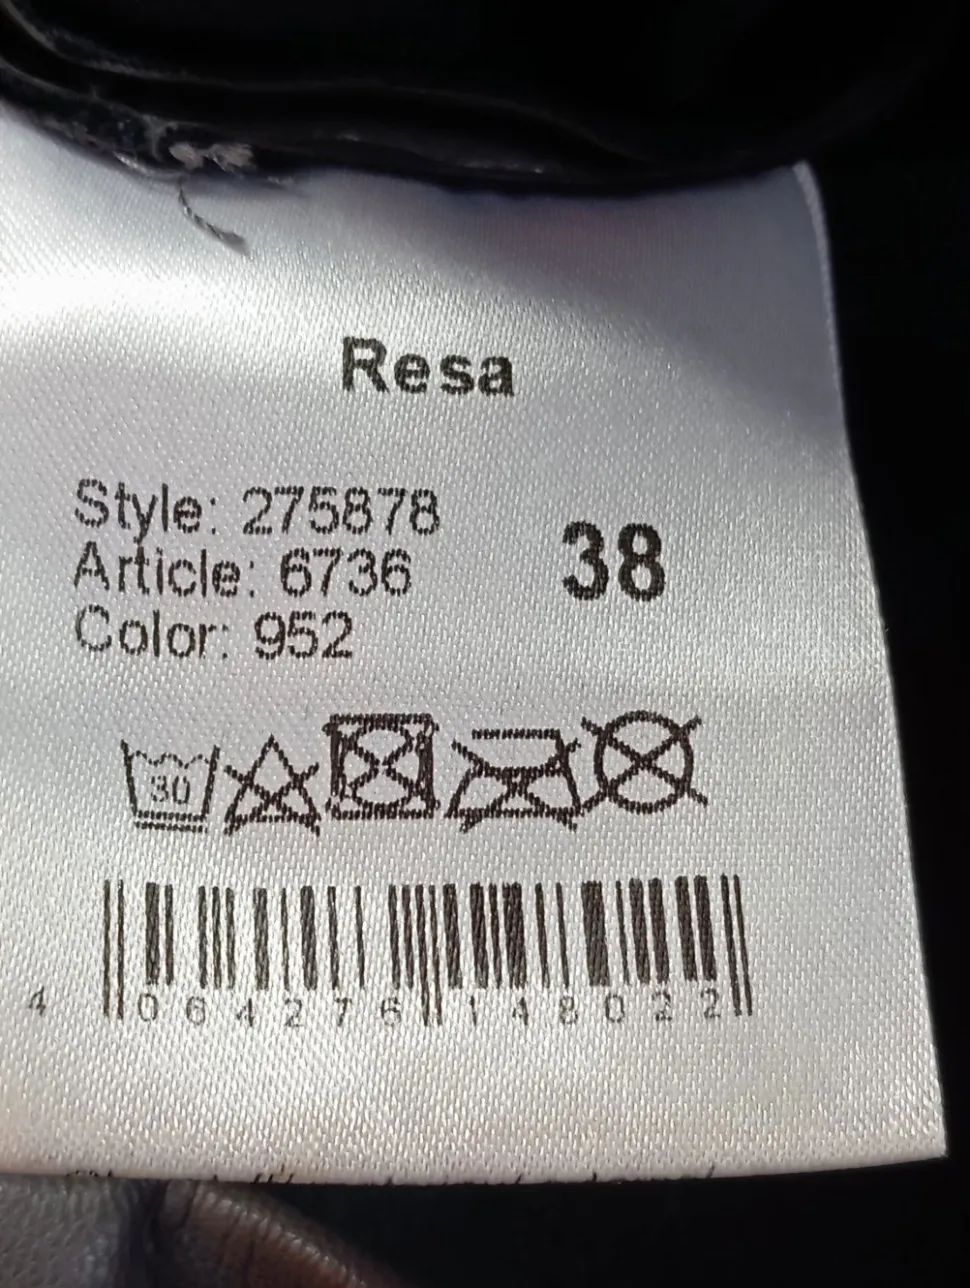 Resa
Style: 275878
Article: 6736
Color: 952
38
30
4 064276 148022